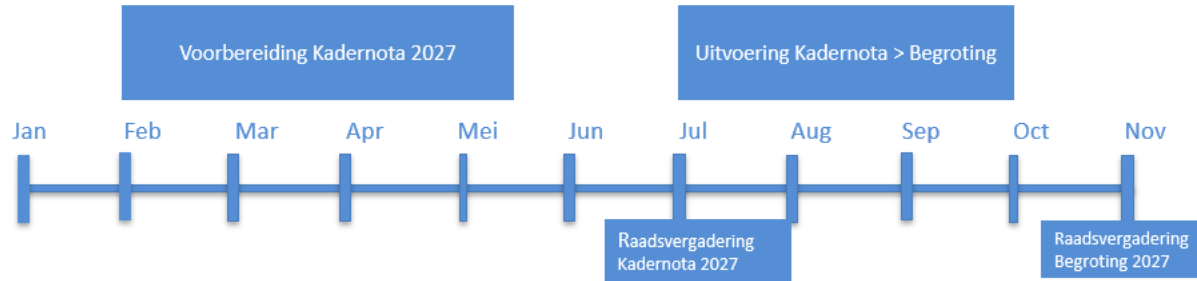 Voorbereiding Kadernota 2027
Uitvoering Kadernota > Begroting
Jan Feb Mar Apr Mei Jun Jul Aug Sep Oct Nov
Raadsvergadering
Kadernota 2027
Raadsvergadering
Begroting 2027